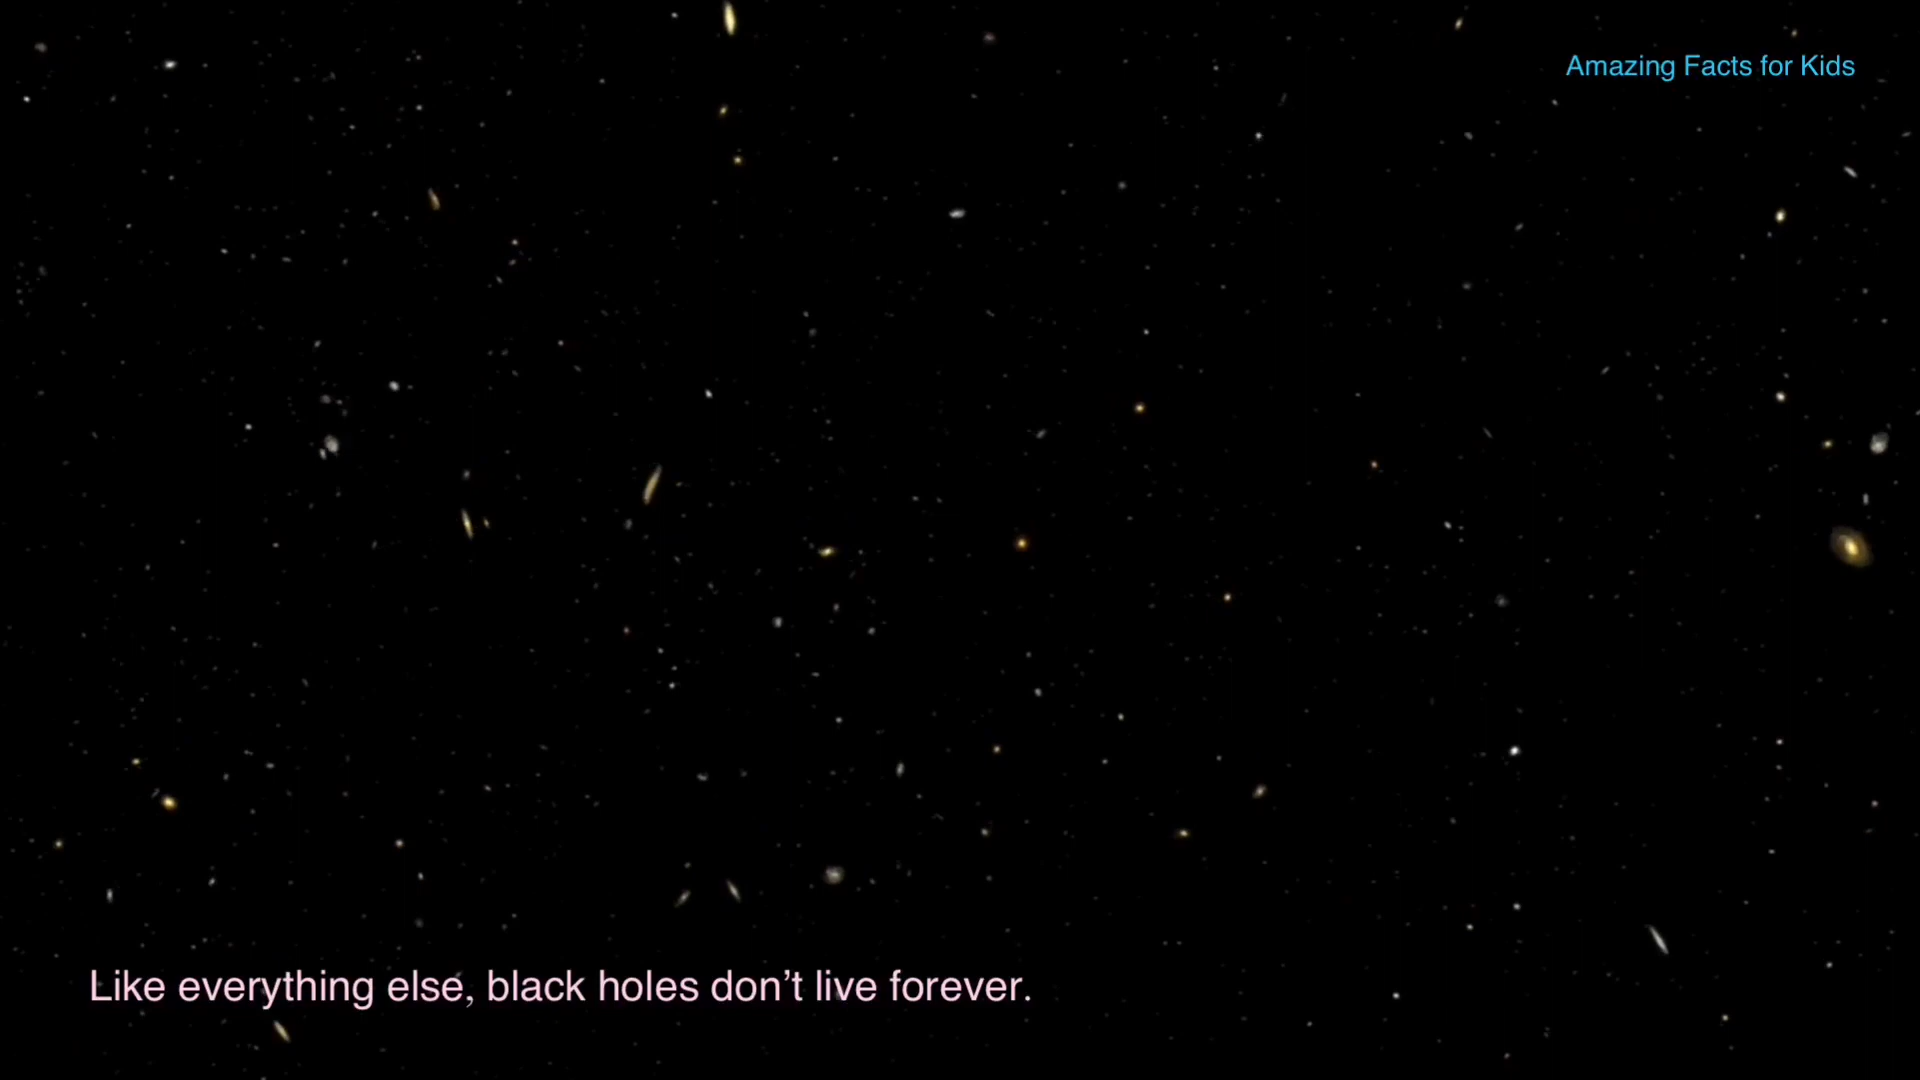 Amazing Facts for Kids
Like everything else, black holes don’t live forever.